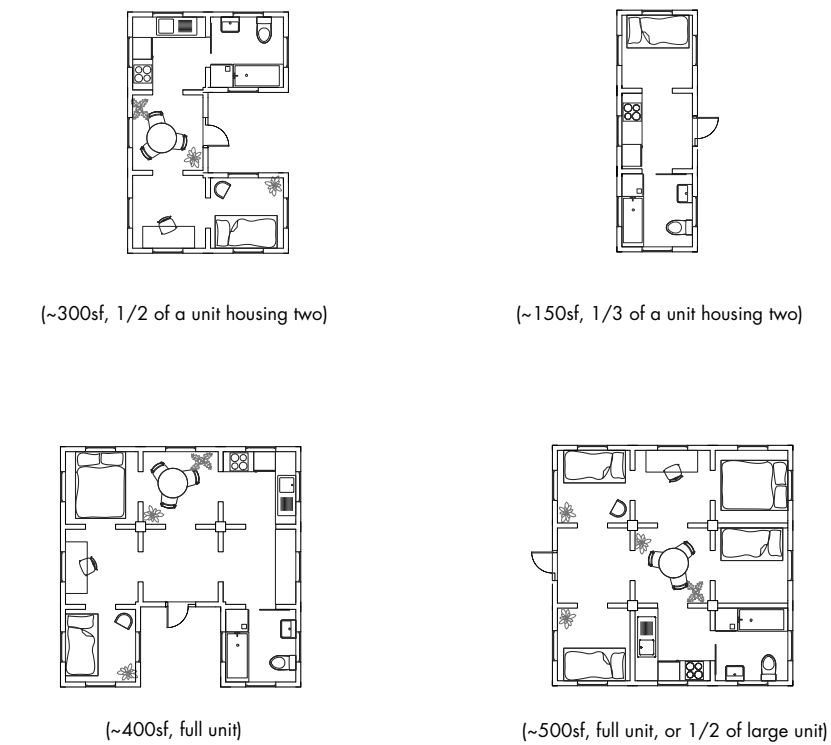 (~300sf, 1/2 of a unit housing two)
(~150sf, 1/3 of a unit housing two)
(~400sf, full unit)
(~500sf, full unit, or 1/2 of large unit)